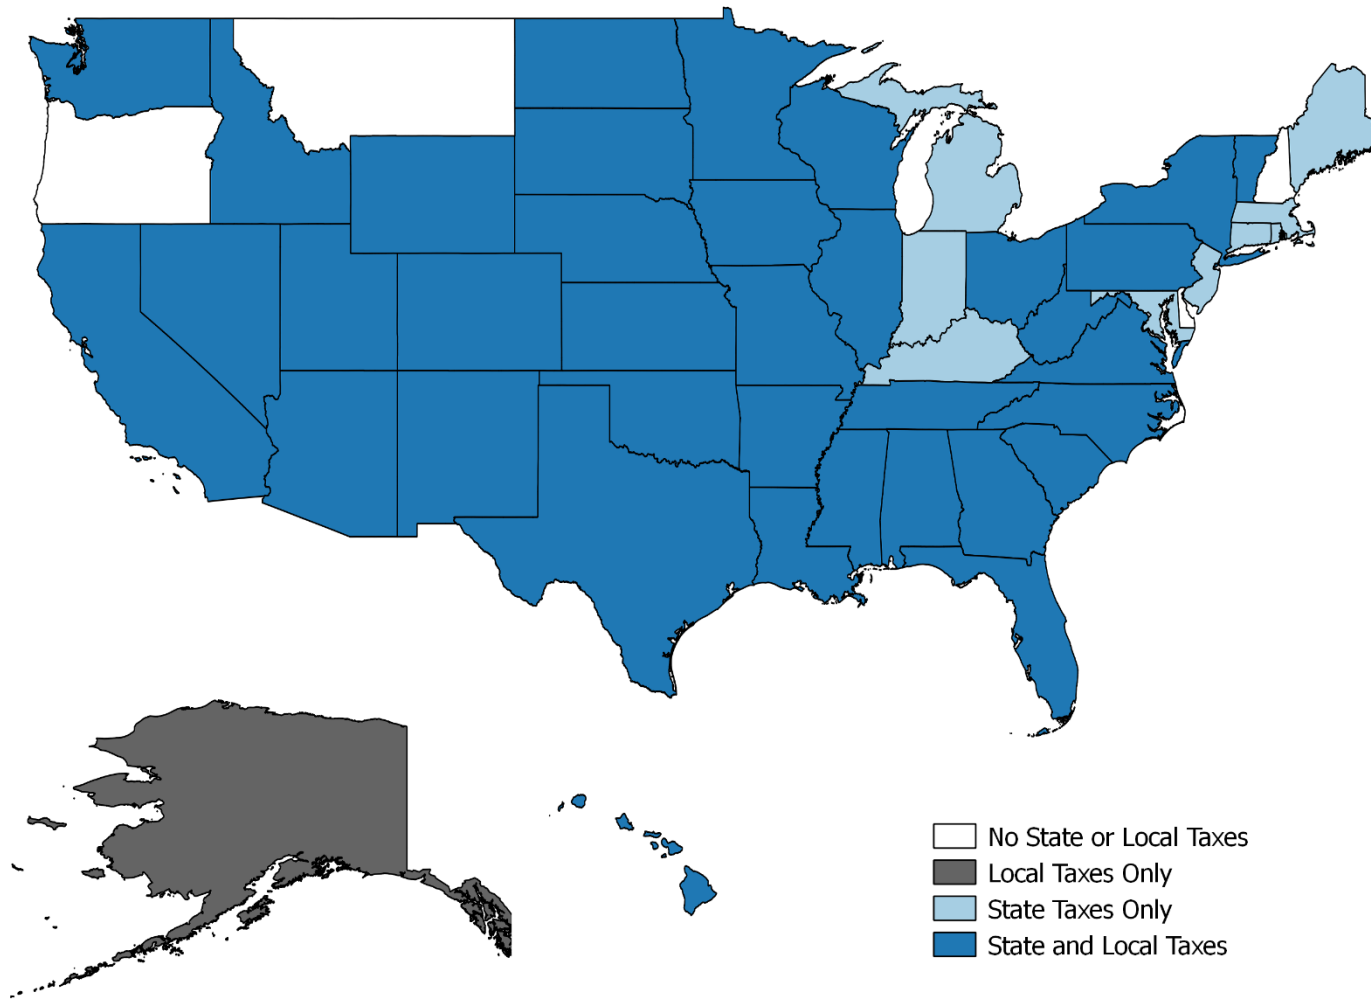 No State or Local Taxes
Local Taxes Only
State Taxes Only
State and Local Taxes